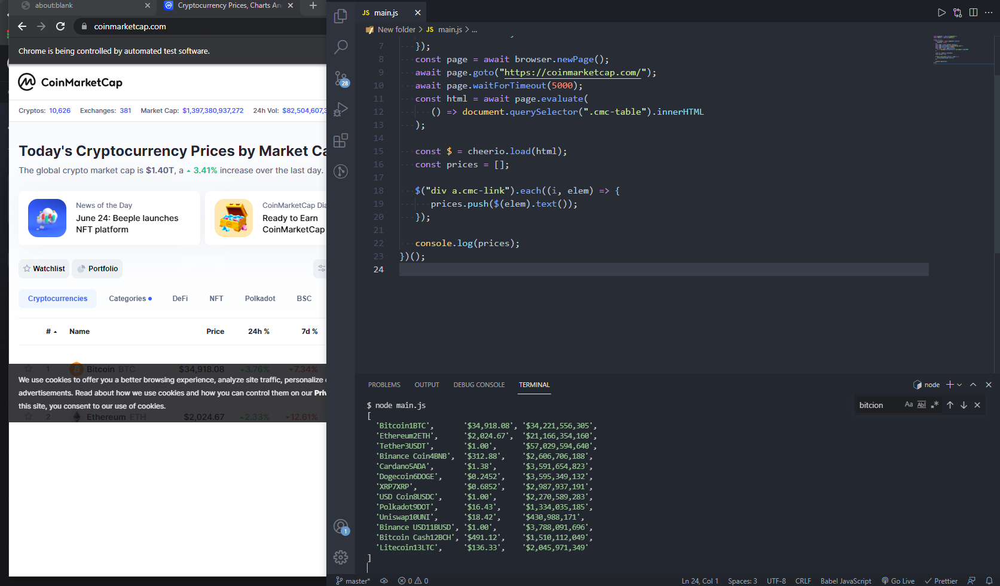 about:blank
Cryptocurrency Prices, Charts An
coinmarketcap.com
Chrome is being controlled by automated test software.
CoinMarketCap
Cryptos: 10,626 Exchanges: 381 Market Cap: $1,397,380,937,272 24h Vol: $82,504,607,3
Today's Cryptocurrency Prices by Market Ca
The global crypto market cap is $1.40T, a 3.41% increase over the last day.
News of the Day
June 24: Beeple launches
NFT platform
CoinMarketCap Dia
Ready to Earn
CoinMarketCap
Watchlist Portfolio
Cryptocurrencies Categories DeFi NFT Polkadot BSC
# Name Price 24h % 7d %
1 Bitcoin BTC $34,918.08 3.76% 7.34%
We use cookies to offer you a better browsing experience, analyze site traffic, personalize
advertisements. Read about how we use cookies and how you can control them on our Priv
this site, you consent to our use of cookies.
2 Ethereum ETH $2,024.67 2.33% 12.61%
28
1
JS main.js
New folder > JS main.js > ...
7 });
8 const page = await browser.newPage();
9 await page.goto("https://coinmarketcap.com/");
10 await page.waitForTimeout(5000);
11 const html = await page.evaluate(
12 () => document.querySelector(".cmc-table").innerHTML
13 );
14
15 const $ = cheerio.load(html);
16 const prices = [];
17
18 $("div a.cmc-link").each((i, elem) => {
19 prices.push($(elem).text());
20 });
21
22 console.log(prices);
23 })();
24
PROBLEMS OUTPUT DEBUG CONSOLE TERMINAL
node
bitcion Aa Abl .*
$ node main.js
[
'Bitcoin1BTC', '$34,918.08', '$34,221,556,305',
'Ethereum2ETH', '$2,024.67', '$21,166,354,160',
'Tether3USDT', '$1.00', '$57,029,594,640',
'Binance Coin4BNB', '$312.88', '$2,606,706,188',
'Cardano5ADA', '$1.38', '$3,591,654,823',
'Dogecoin6DOGE', '$0.2452', '$3,595,349,132',
'XRP7XRP', '$0.6852', '$2,987,937,191',
'USD Coin8USDC', '$1.00', '$2,270,589,283',
'Polkadot9DOT', '$16.43', '$1,334,035,185',
'Uniswap10UNI', '$18.42', '$430,988,171',
'Binance USD11BUSD', '$1.00', '$3,788,091,696',
'Bitcoin Cash12BCH', '$491.12', '$1,510,112,049',
'Litecoin13LTC', '$136.33', '$2,045,971,349'
]
master* 0 0 Ln 24, Col 1 Spaces: 3 UTF-8 CRLF Babel JavaScript Go Live Prettier